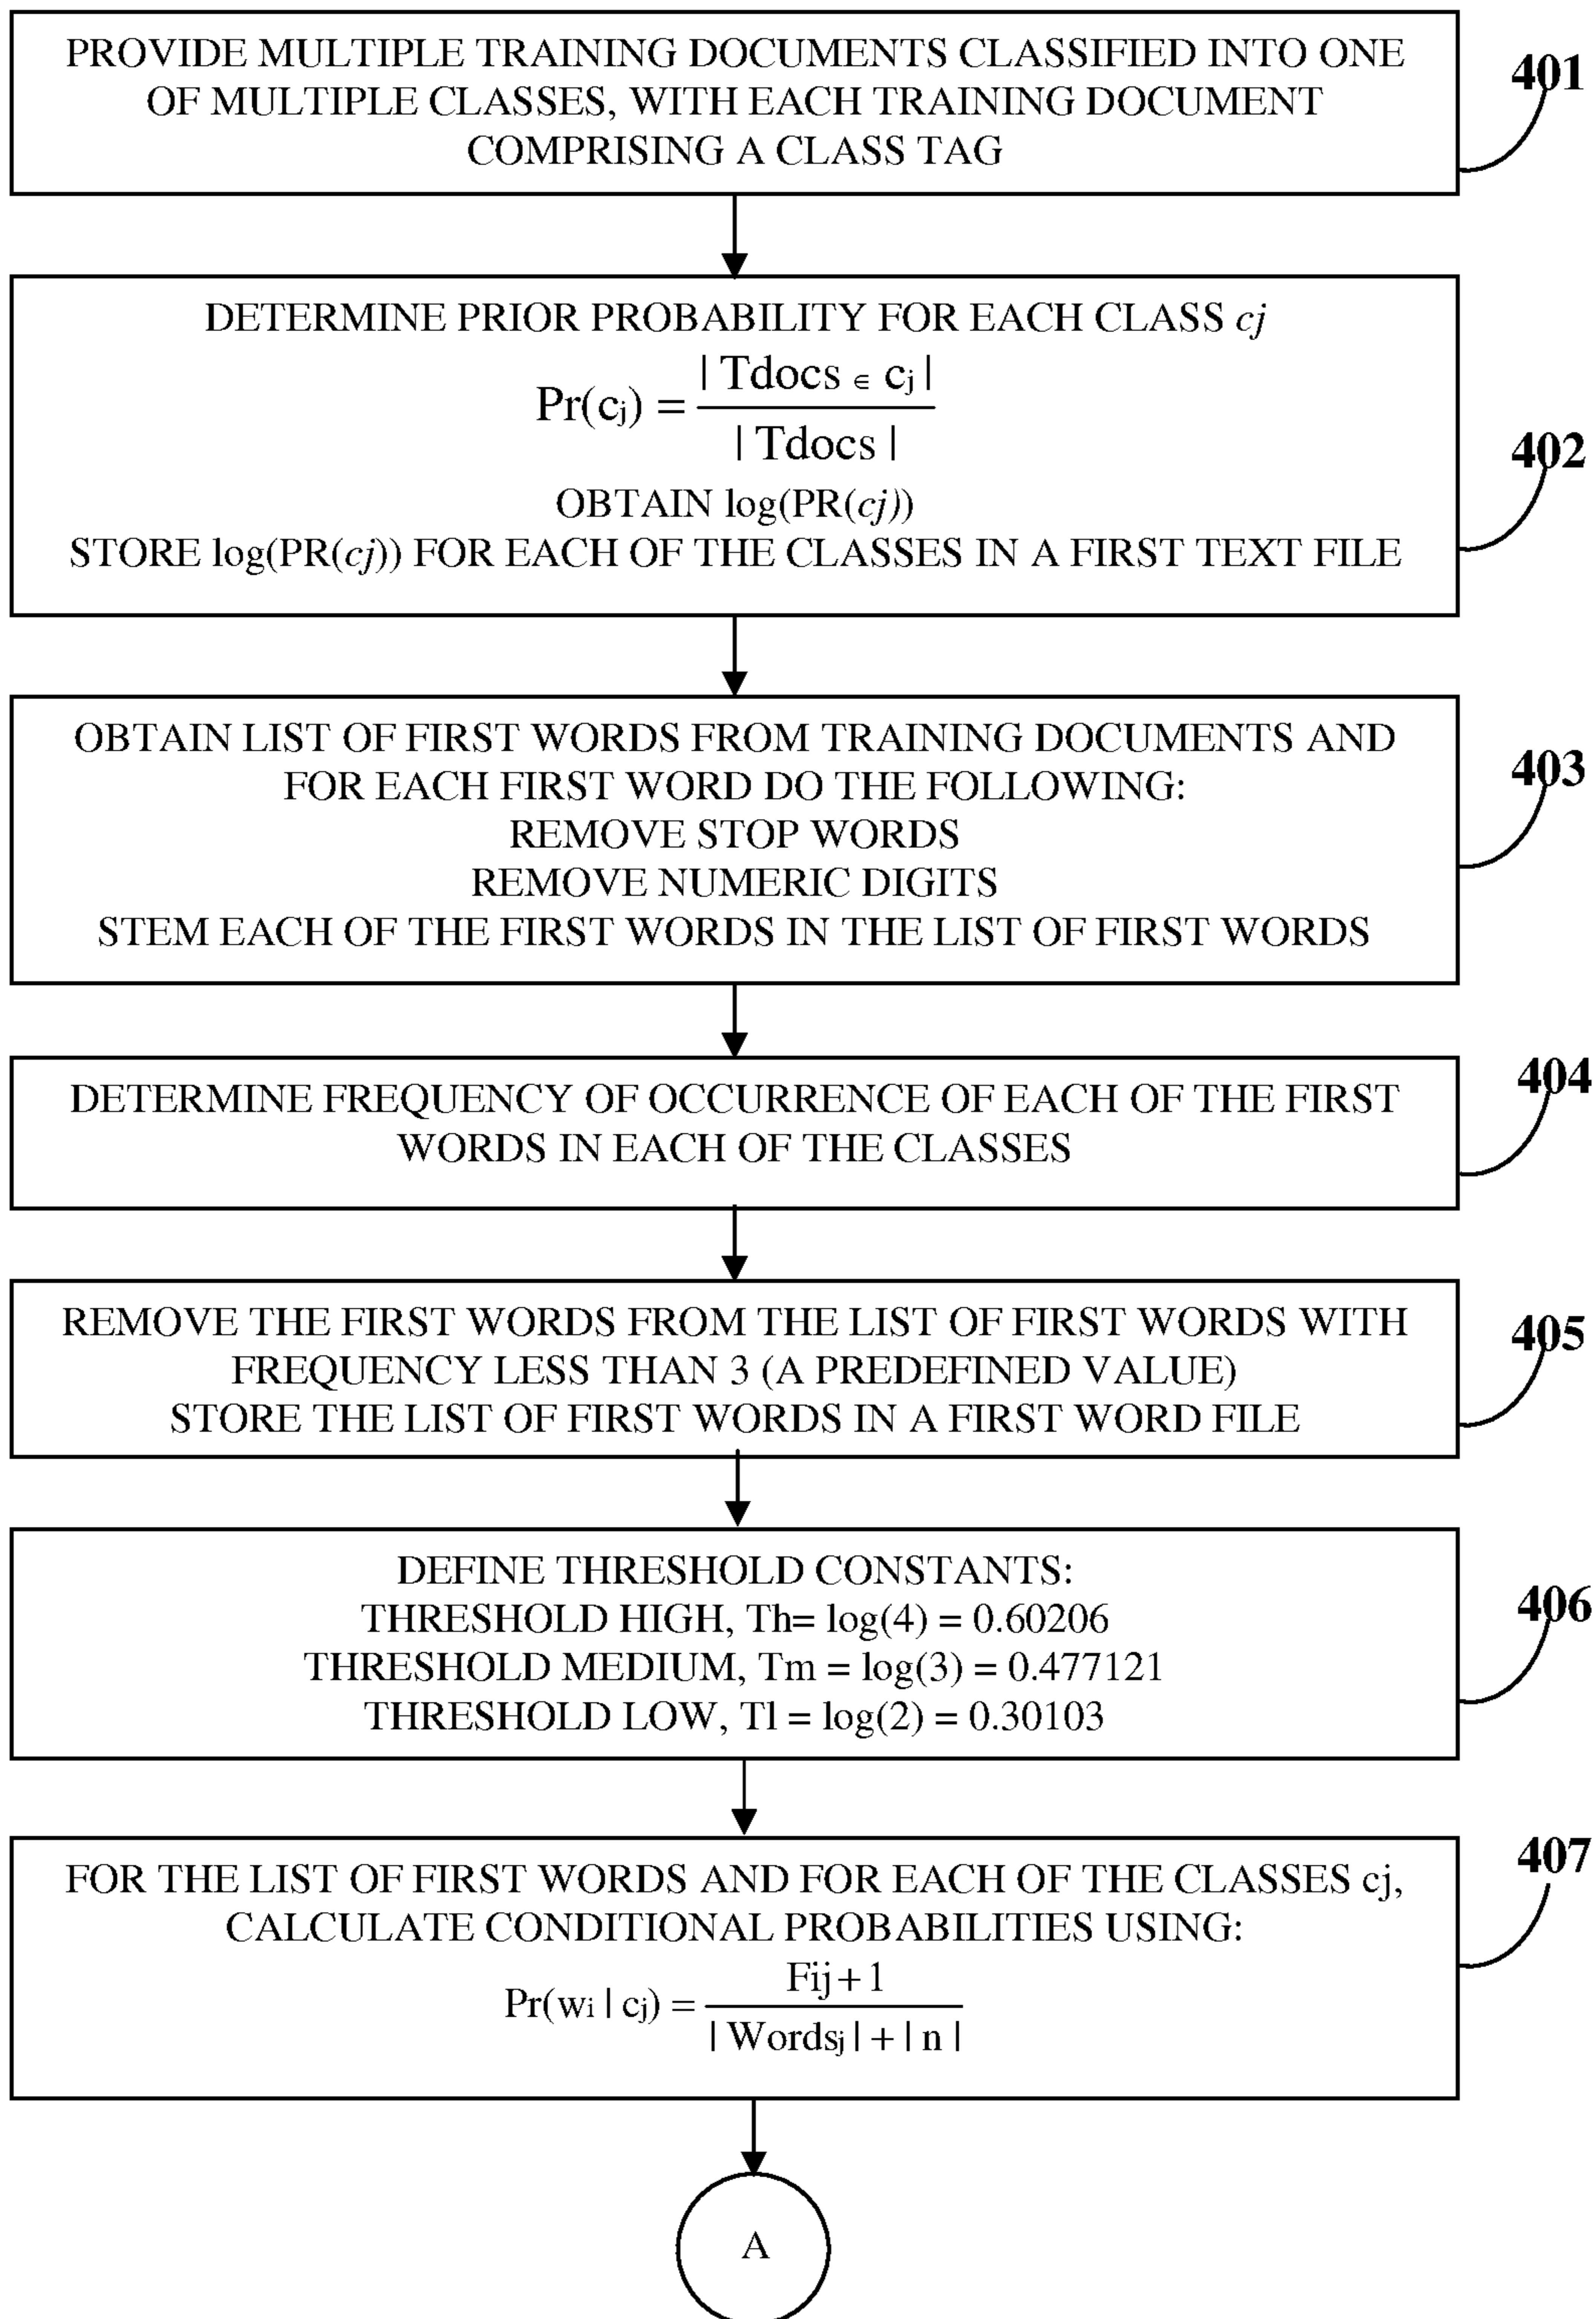 PROVIDE MULTIPLE TRAINING DOCUMENTS CLASSIFIED INTO ONE
OF MULTIPLE CLASSES, WITH EACH TRAINING DOCUMENT
COMPRISING A CLASS TAG
401
DETERMINE PRIOR PROBABILITY FOR EACH CLASS cj
Pr(cj) = | Tdocs ∈ cj | / | Tdocs |
OBTAIN log(PR(cj))
STORE log(PR(cj)) FOR EACH OF THE CLASSES IN A FIRST TEXT FILE
402
OBTAIN LIST OF FIRST WORDS FROM TRAINING DOCUMENTS AND
FOR EACH FIRST WORD DO THE FOLLOWING:
REMOVE STOP WORDS
REMOVE NUMERIC DIGITS
STEM EACH OF THE FIRST WORDS IN THE LIST OF FIRST WORDS
403
DETERMINE FREQUENCY OF OCCURRENCE OF EACH OF THE FIRST
WORDS IN EACH OF THE CLASSES
404
REMOVE THE FIRST WORDS FROM THE LIST OF FIRST WORDS WITH
FREQUENCY LESS THAN 3 (A PREDEFINED VALUE)
STORE THE LIST OF FIRST WORDS IN A FIRST WORD FILE
405
DEFINE THRESHOLD CONSTANTS:
THRESHOLD HIGH, Th= log(4) = 0.60206
THRESHOLD MEDIUM, Tm = log(3) = 0.477121
THRESHOLD LOW, Tl = log(2) = 0.30103
406
FOR THE LIST OF FIRST WORDS AND FOR EACH OF THE CLASSES cj,
CALCULATE CONDITIONAL PROBABILITIES USING:
Pr(wi | cj) = Fij + 1 / | Wordsj | + | n |
407
A